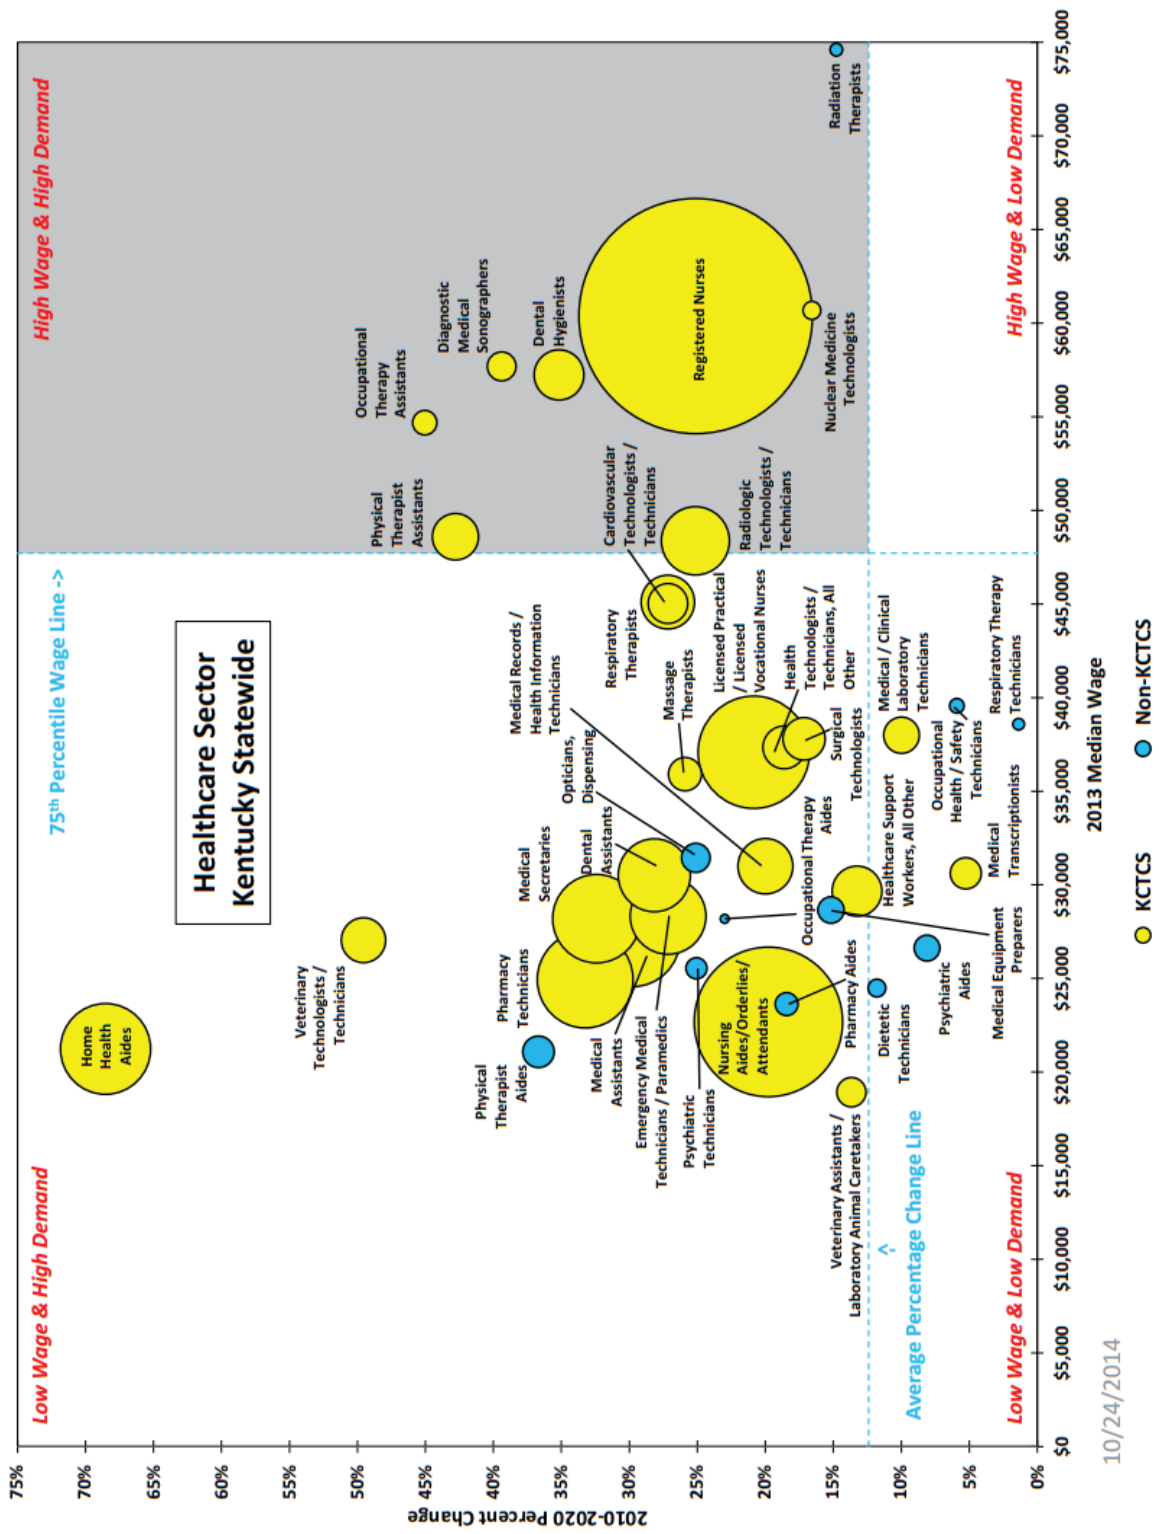 Healthcare Sector
Kentucky Statewide
Low Wage & High Demand
75th Percentile Wage Line ->
High Wage & High Demand
Home
Health
Aides
Veterinary
Technologists /
Technicians
Physical
Therapist
Aides
Pharmacy
Technicians
Medical
Secretaries
Dental
Assistants
Opticians,
Dispensing
Medical Records /
Health Information
Technicians
Medical
Assistants
Emergency Medical
Technicians / Paramedics
Psychiatric
Technicians
Nursing
Aides/Orderlies/
Attendants
Pharmacy Aides
Occupational Therapy
Aides
Massage
Therapists
Respiratory
Therapists
Cardiovascular
Technologists /
Technicians
Physical
Therapist
Assistants
Occupational
Therapy
Assistants
Diagnostic
Medical
Sonographers
Dental
Hygienists
Registered Nurses
Nuclear Medicine
Technologists
Radiation
Therapists
Radiologic
Technologists /
Technicians
Licensed Practical
/ Licensed
Vocational Nurses
Health
Technologists /
Technicians, All
Other
Surgical
Technologists
Medical / Clinical
Laboratory
Technicians
Healthcare Support
Workers, All Other
Occupational
Health / Safety
Technicians
Respiratory Therapy
Technicians
Medical
Transcriptionists
Medical Equipment
Preparers
Psychiatric
Aides
Dietetic
Technicians
Veterinary Assistants /
Laboratory Animal Caretakers
<-
Average Percentage Change Line
Low Wage & Low Demand
High Wage & Low Demand
75%
70%
65%
60%
55%
50%
45%
40%
35%
30%
25%
20%
15%
10%
5%
0%
2010-2020 Percent Change
$0
$5,000
$10,000
$15,000
$20,000
$25,000
$30,000
$35,000
$40,000
$45,000
$50,000
$55,000
$60,000
$65,000
$70,000
$75,000
2013 Median Wage
KCTCS
Non-KCTCS
10/24/2014